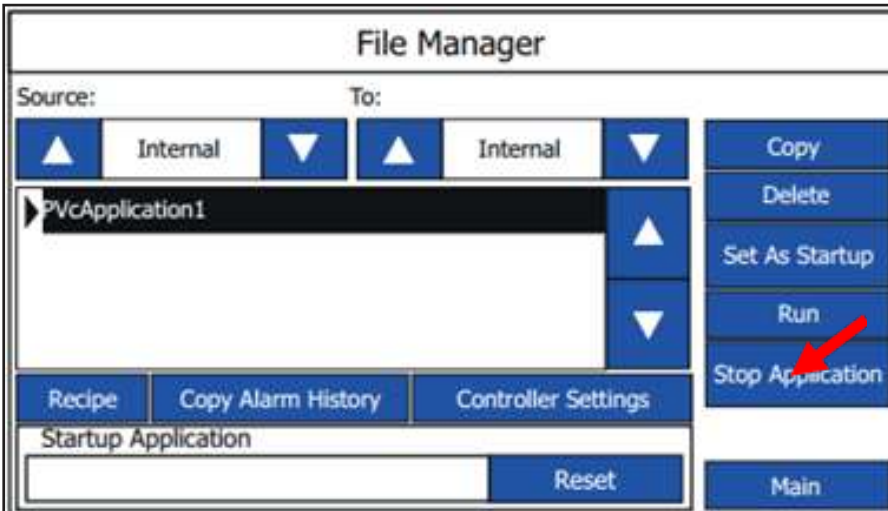 File Manager
Source:
To:
Internal
Internal
PVcApplication1
Copy
Delete
Set As Startup
Run
Stop Application
Recipe
Copy Alarm History
Controller Settings
Startup Application
Reset
Main